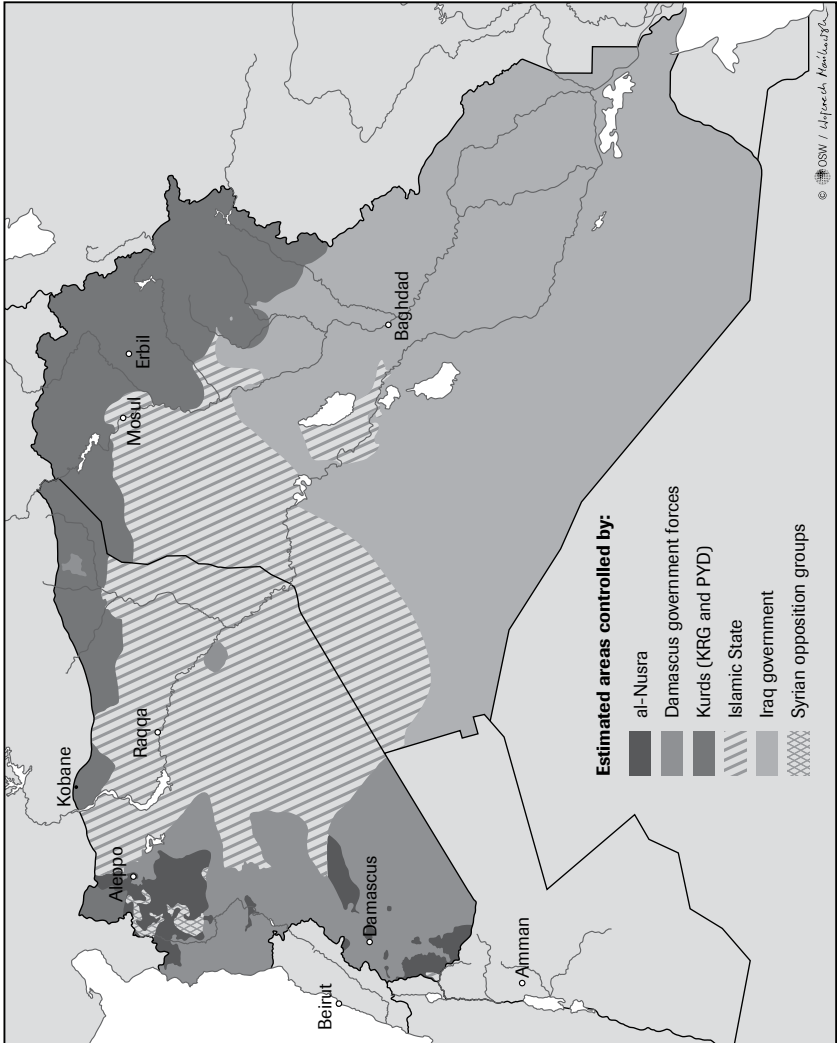 Kobane
Aleppo
Raqqa
Mosul
Erbil
Beirut
Damascus
Baghdad
Amman
Estimated areas controlled by:
al-Nusra
Damascus government forces
Kurds (KRG and PYD)
Islamic State
Iraq government
Syrian opposition groups
© OSW /